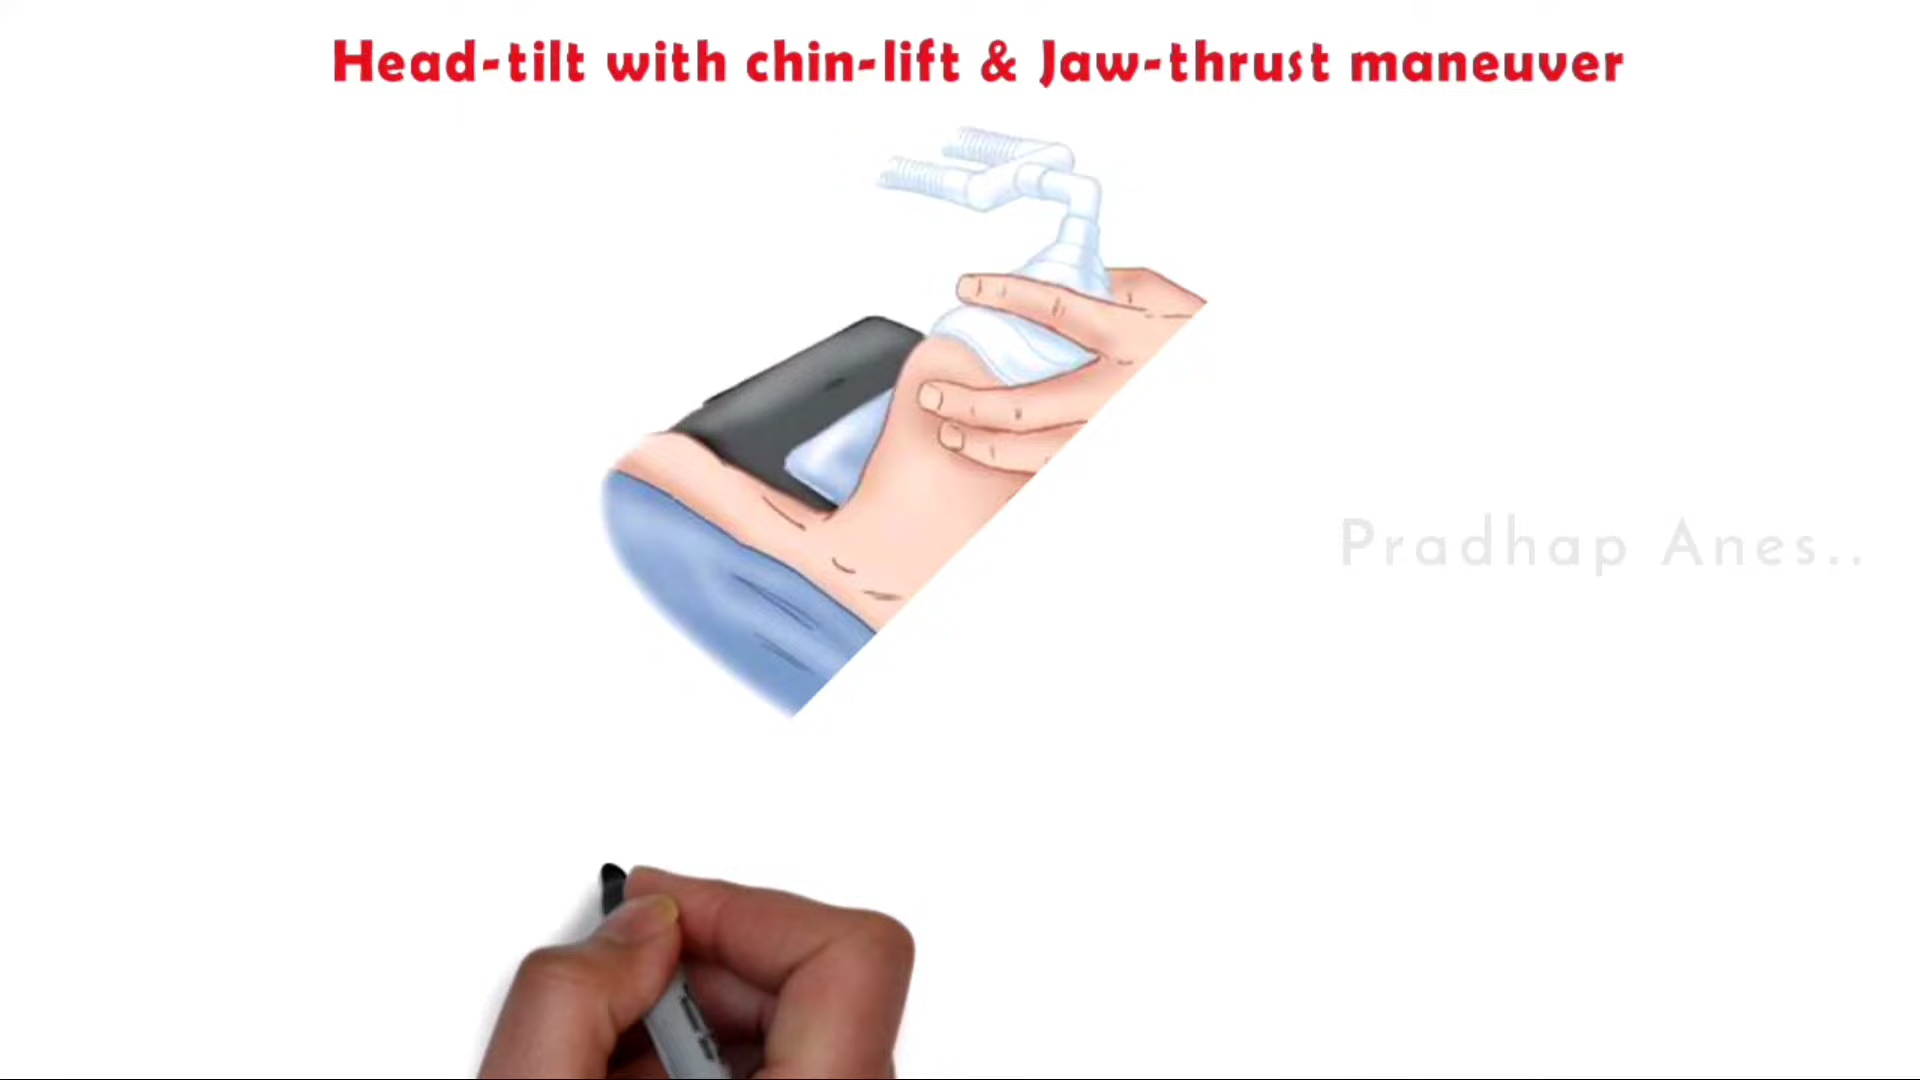 Head-tilt with chin-lift & Jaw-thrust maneuver
Pradhap Anes..